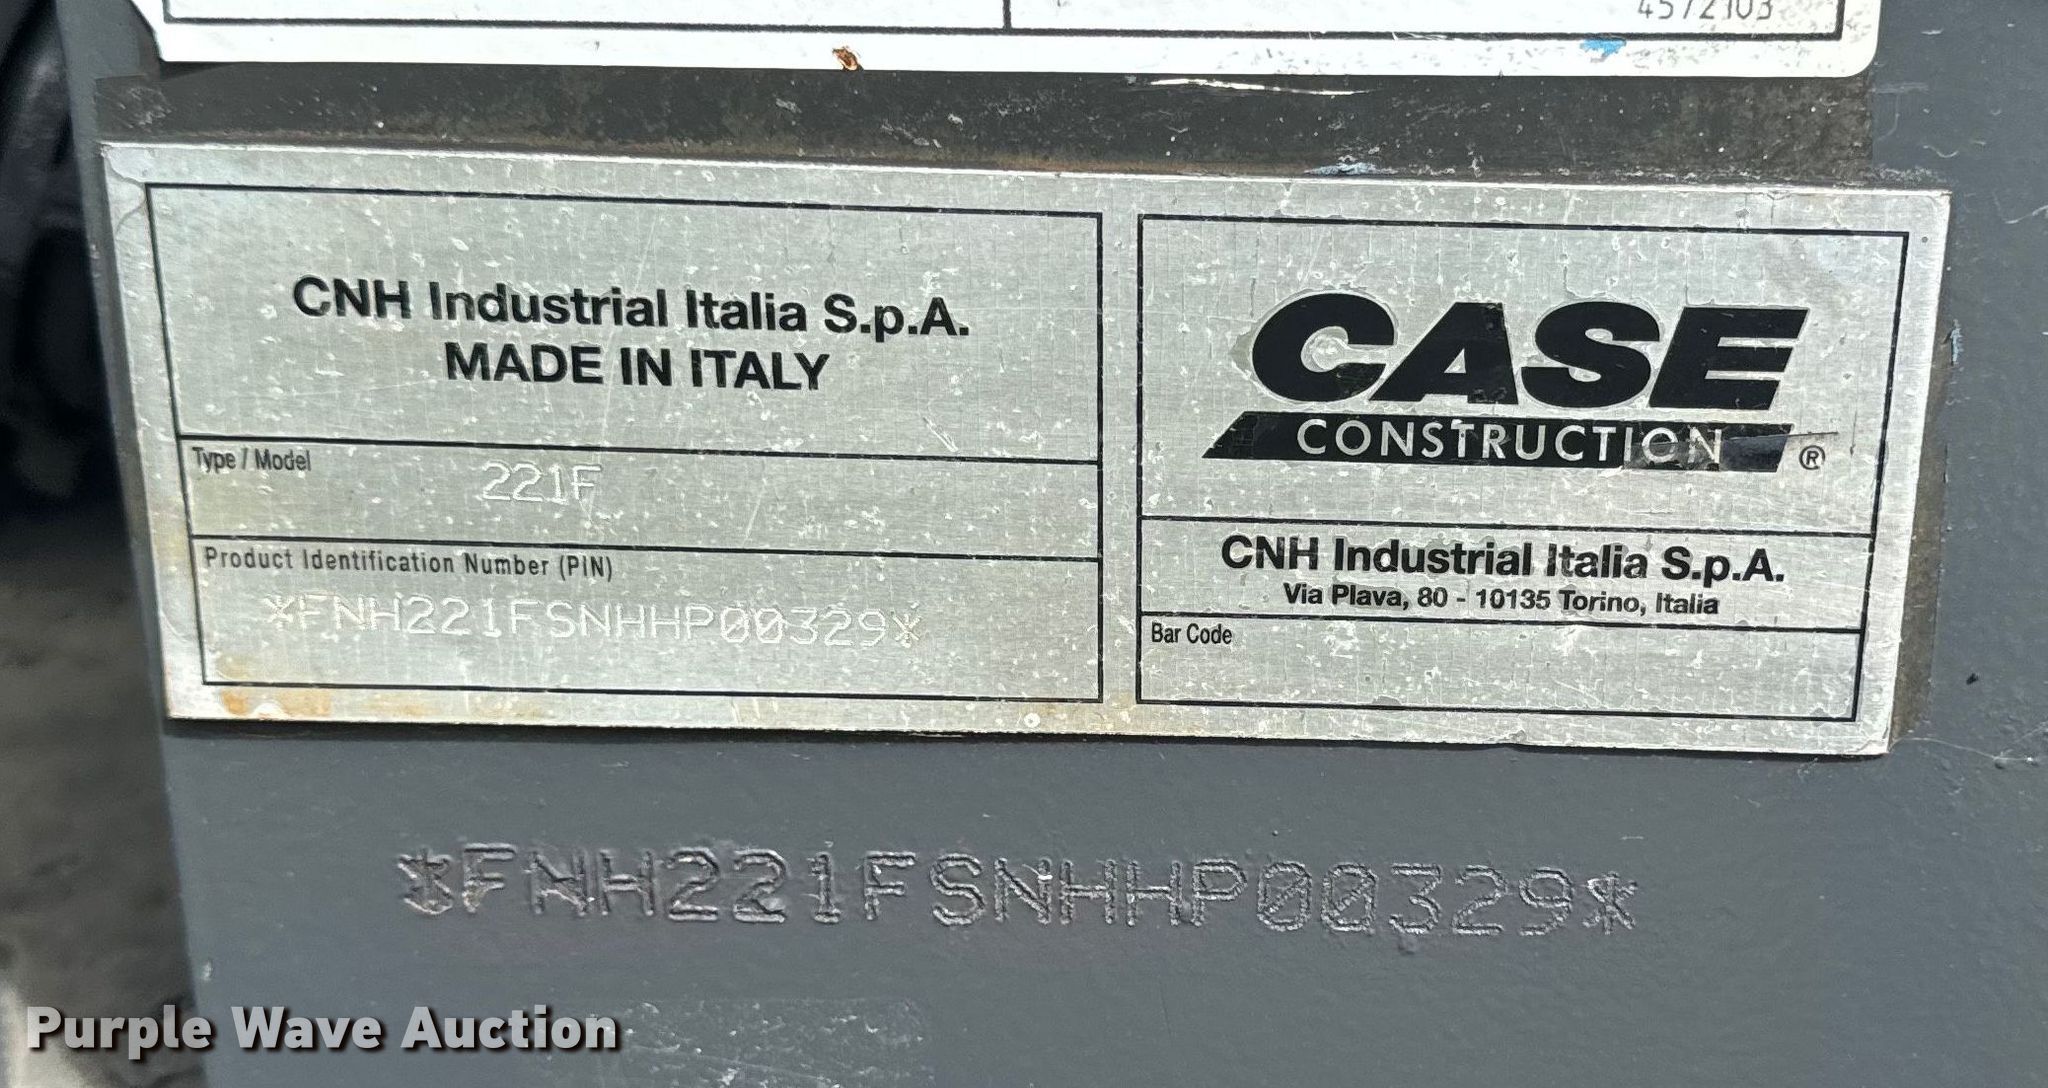 4572103
CNH Industrial Italia S.p.A.
MADE IN ITALY
Type / Model
221F
Product Identification Number (PIN)
*FNH221FSNHHP00329*
CASE
CONSTRUCTION ®
CNH Industrial Italia S.p.A.
Via Plava, 80 - 10135 Torino, Italia
Bar Code
*FNH221FSNHHP00329*
Purple Wave Auction